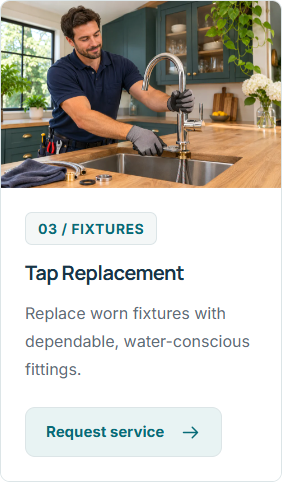 03 / FIXTURES
Tap Replacement
Replace worn fixtures with
dependable, water-conscious
fittings.
Request service →